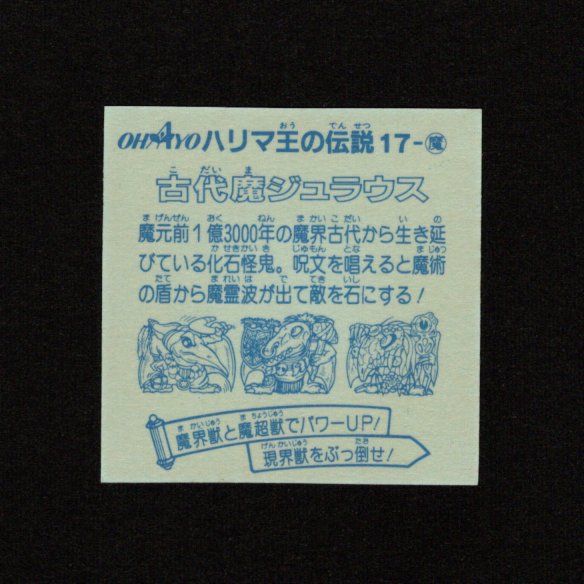 OHAYO ハリマ王の伝説 17-魔
古代魔ジュラウス
魔元前1億3000年の魔界古代から生き延
びている化石怪鬼。呪文を唱えると魔術
の盾から魔霊波が出て敵を石にする!
魔界獣と魔超獣でパワーUP!
現界獣をぶっ倒せ!